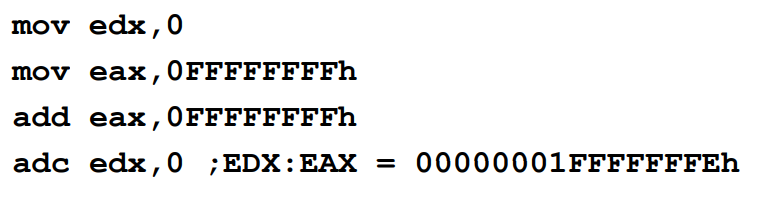 mov edx,0
mov eax,0FFFFFFFFh
add eax,0FFFFFFFFh
adc edx,0 ;EDX:EAX = 00000001FFFFFFFEh